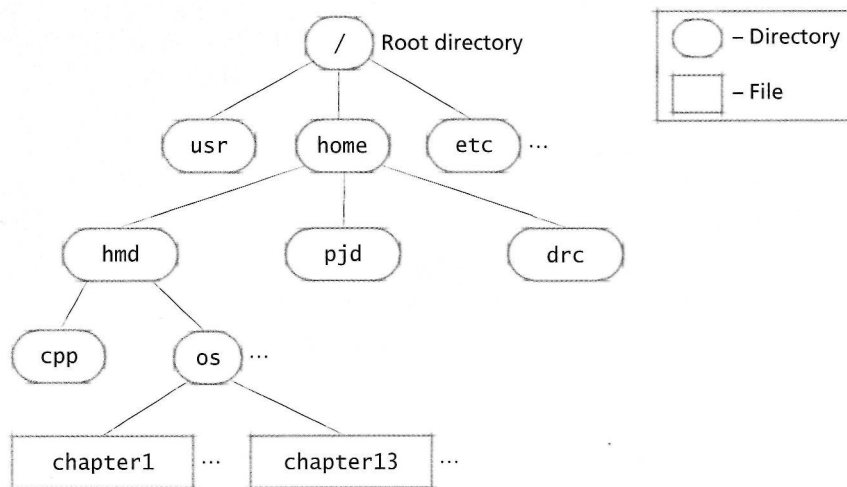 / Root directory
– Directory
– File
usr home etc ...
hmd pjd drc
cpp os ...
chapter1 ... chapter13 ...